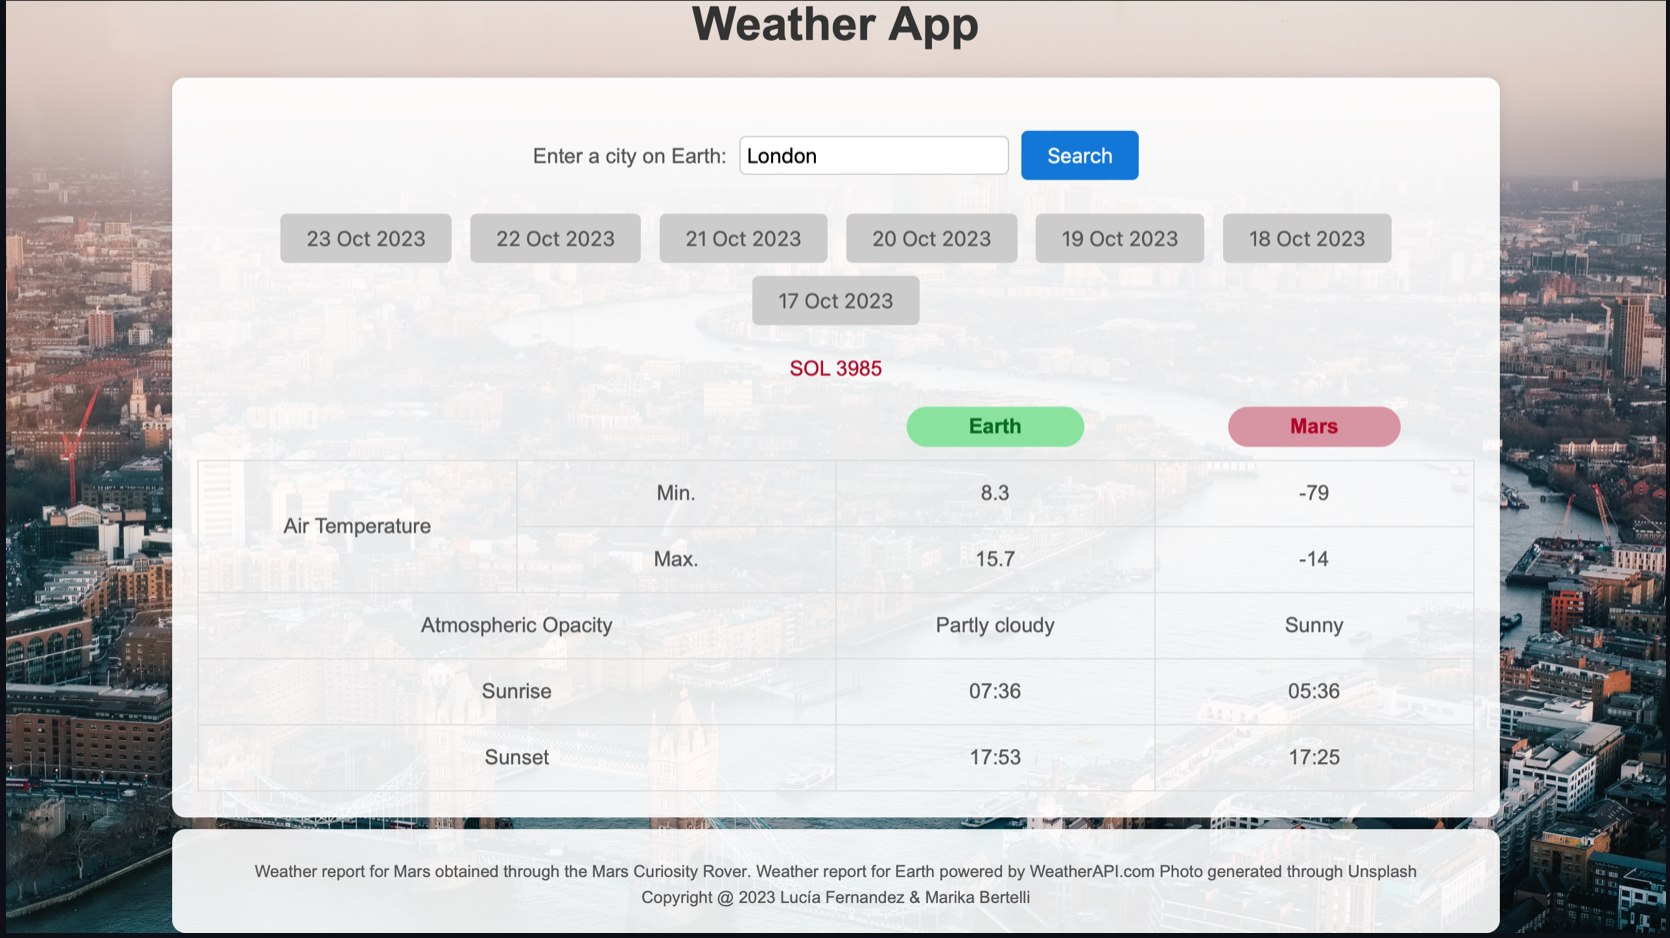 Weather App
Enter a city on Earth: London Search
23 Oct 2023 22 Oct 2023 21 Oct 2023 20 Oct 2023 19 Oct 2023 18 Oct 2023
17 Oct 2023
SOL 3985
Earth Mars
Air Temperature
Min. 8.3 -79
Max. 15.7 -14
Atmospheric Opacity Partly cloudy Sunny
Sunrise 07:36 05:36
Sunset 17:53 17:25
Weather report for Mars obtained through the Mars Curiosity Rover. Weather report for Earth powered by WeatherAPI.com Photo generated through Unsplash
Copyright @ 2023 Lucía Fernandez & Marika Bertelli